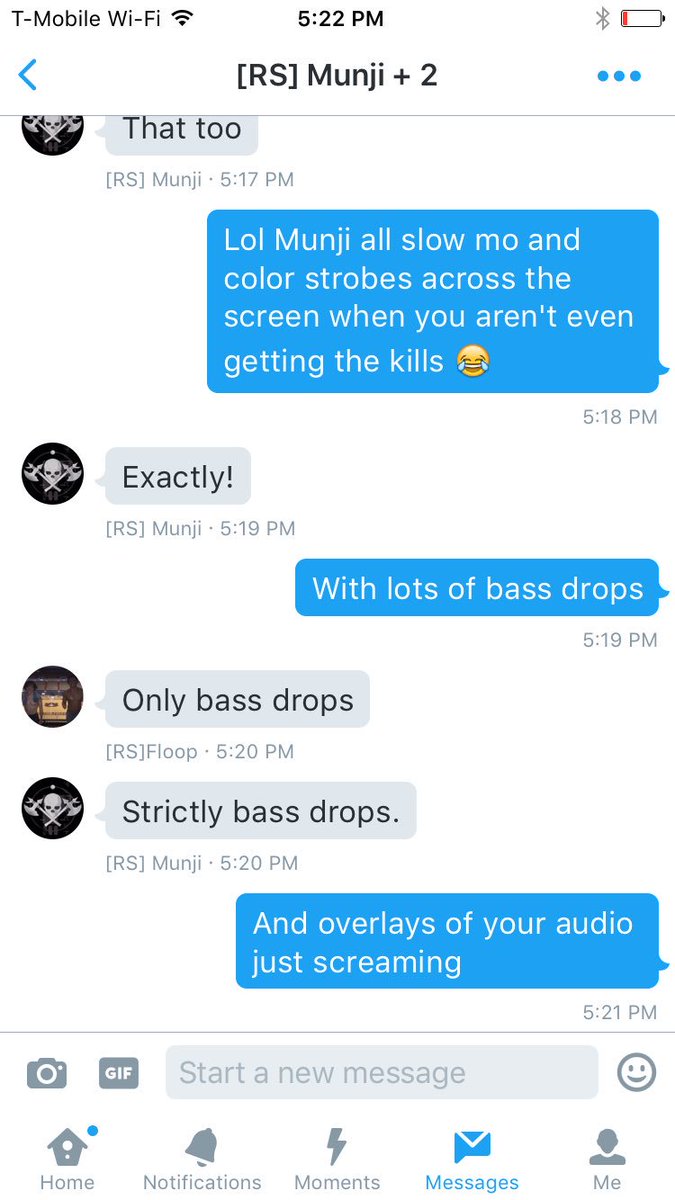 T-Mobile Wi-Fi 5:22 PM
[RS] Munji + 2
That too
[RS] Munji · 5:17 PM
Lol Munji all slow mo and
color strobes across the
screen when you aren't even
getting the kills 😂
5:18 PM
Exactly!
[RS] Munji · 5:19 PM
With lots of bass drops
5:19 PM
Only bass drops
[RS]Floop · 5:20 PM
Strictly bass drops.
[RS] Munji · 5:20 PM
And overlays of your audio
just screaming
5:21 PM
GIF Start a new message
Home Notifications Moments Messages Me